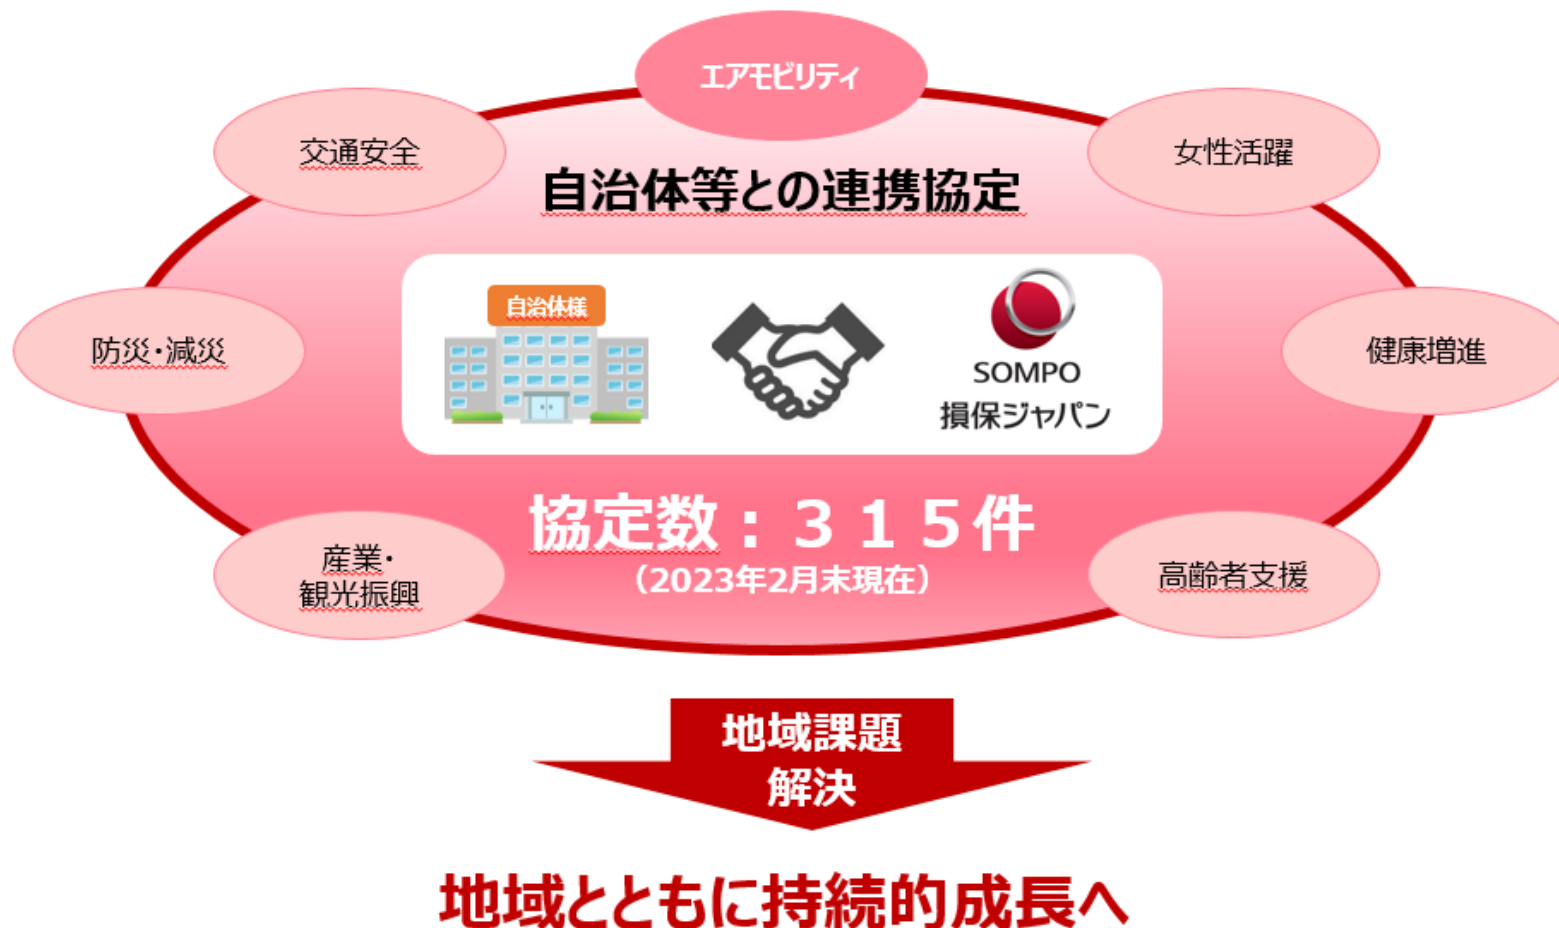 エアモビリティ
交通安全
女性活躍
自治体等との連携協定
自治体様
SOMPO
損保ジャパン
防災・減災
健康増進
協定数：３１５件
（2023年2月末現在）
産業・
観光振興
高齢者支援
地域課題
解決
地域とともに持続的成長へ